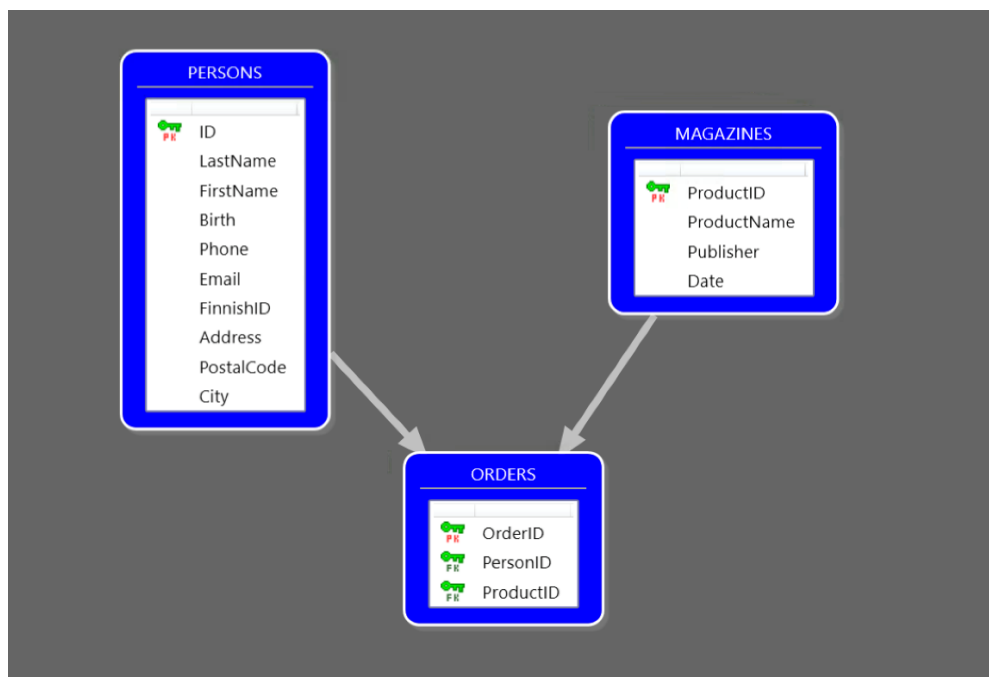 PERSONS
PK ID
LastName
FirstName
Birth
Phone
Email
FinnishID
Address
PostalCode
City
MAGAZINES
PK ProductID
ProductName
Publisher
Date
ORDERS
PK OrderID
FK PersonID
FK ProductID